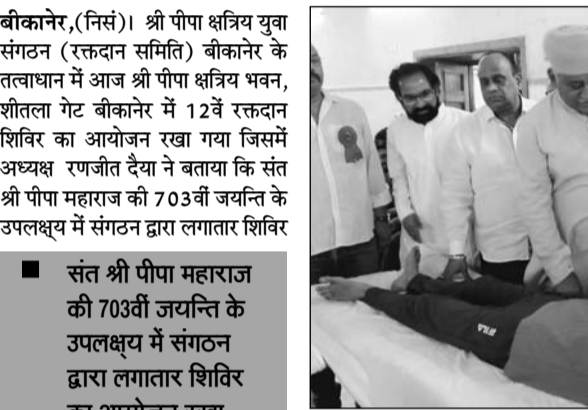 बीकानेर,(निसं)। श्री पीपा क्षत्रिय युवा
संगठन (रक्तदान समिति) बीकानेर के
तत्वाधान में आज श्री पीपा क्षत्रिय भवन,
शीतला गेट बीकानेर में 12वें रक्तदान
शिविर का आयोजन रखा गया जिसमें
अध्यक्ष रणजीत दैया ने बताया कि संत
श्री पीपा महाराज की 703वीं जयन्ति के
उपलक्ष्य में संगठन द्वारा लगातार शिविर
■ संत श्री पीपा महाराज
की 703वीं जयन्ति के
उपलक्ष्य में संगठन
द्वारा लगातार शिविर
FILA